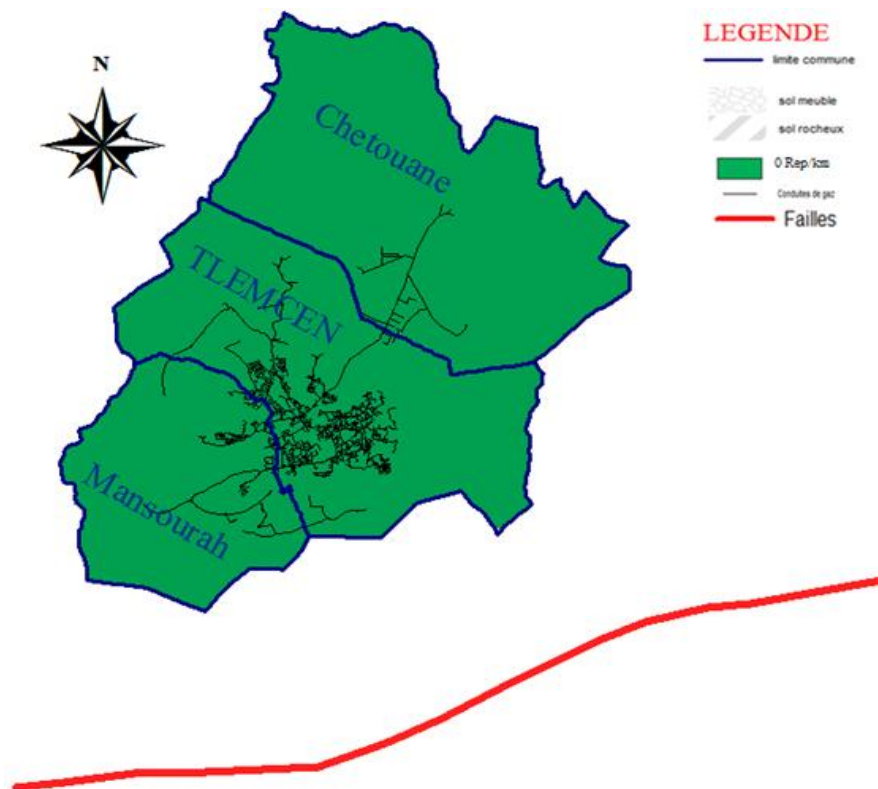 N
Chetouane
TLEMCEN
Mansourah
LEGENDE
limite commune
sol meuble
sol rocheux
0 Rep/km
Conduites de gaz
Failles